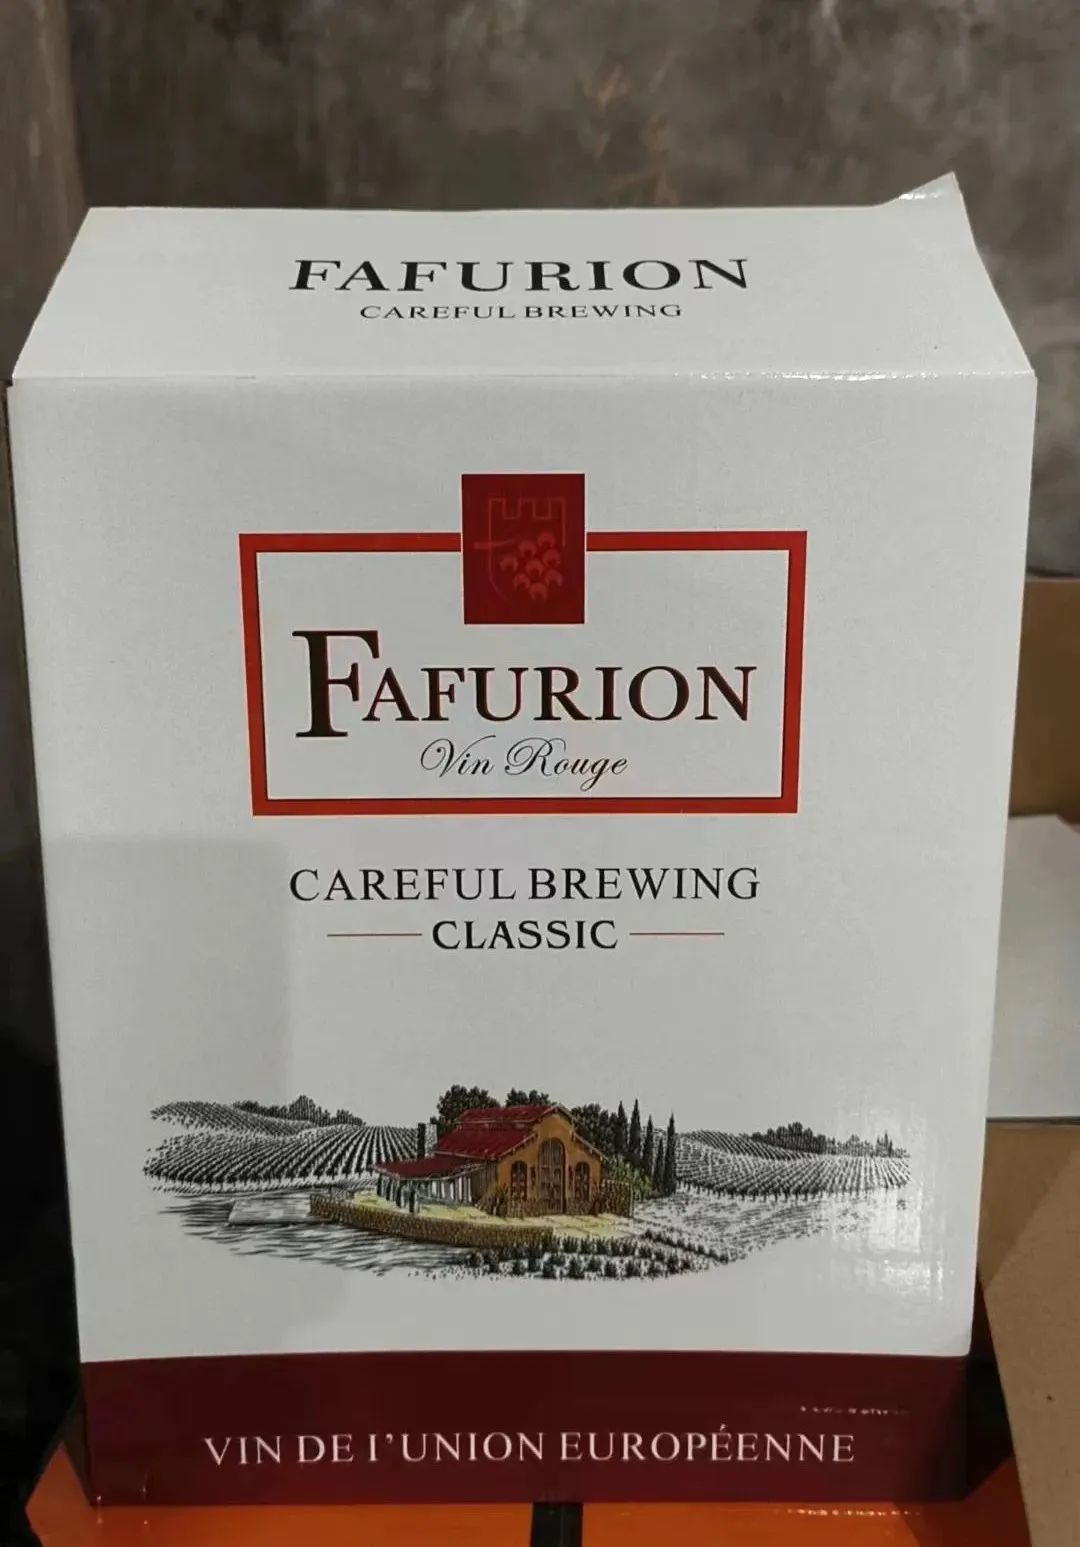 FAFURION
CAREFUL BREWING
FAFURION
Vin Rouge
CAREFUL BREWING
CLASSIC
VIN DE I'UNION EUROPÉENNE